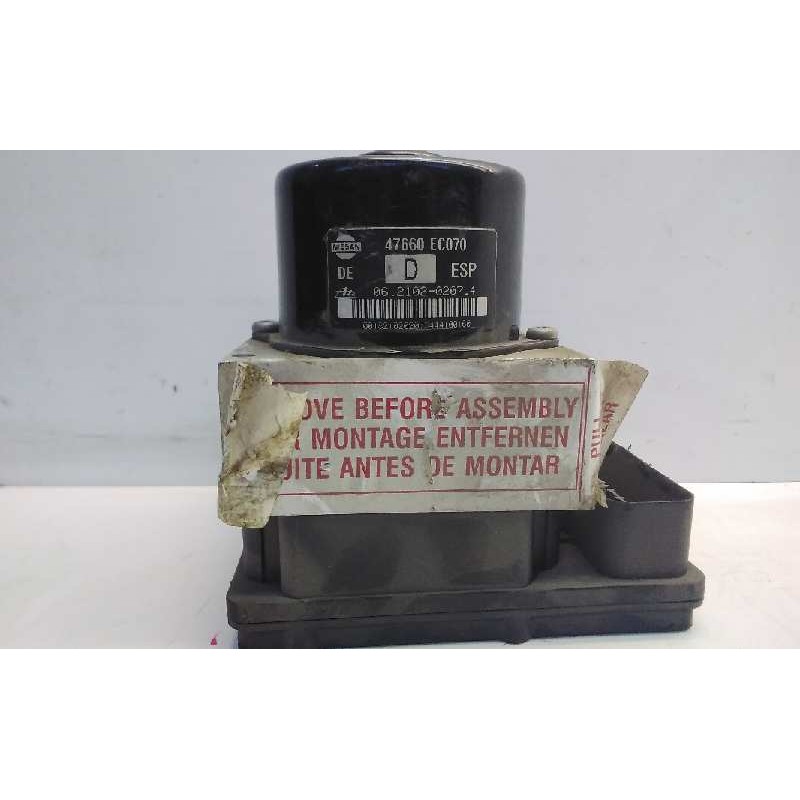 NISSAN
47660 EC070
DE D ESP
ate 06.2102-0207.4
OVE BEFORE ASSEMBLY
R MONTAGE ENTFERNEN
UITE ANTES DE MONTAR
PULL